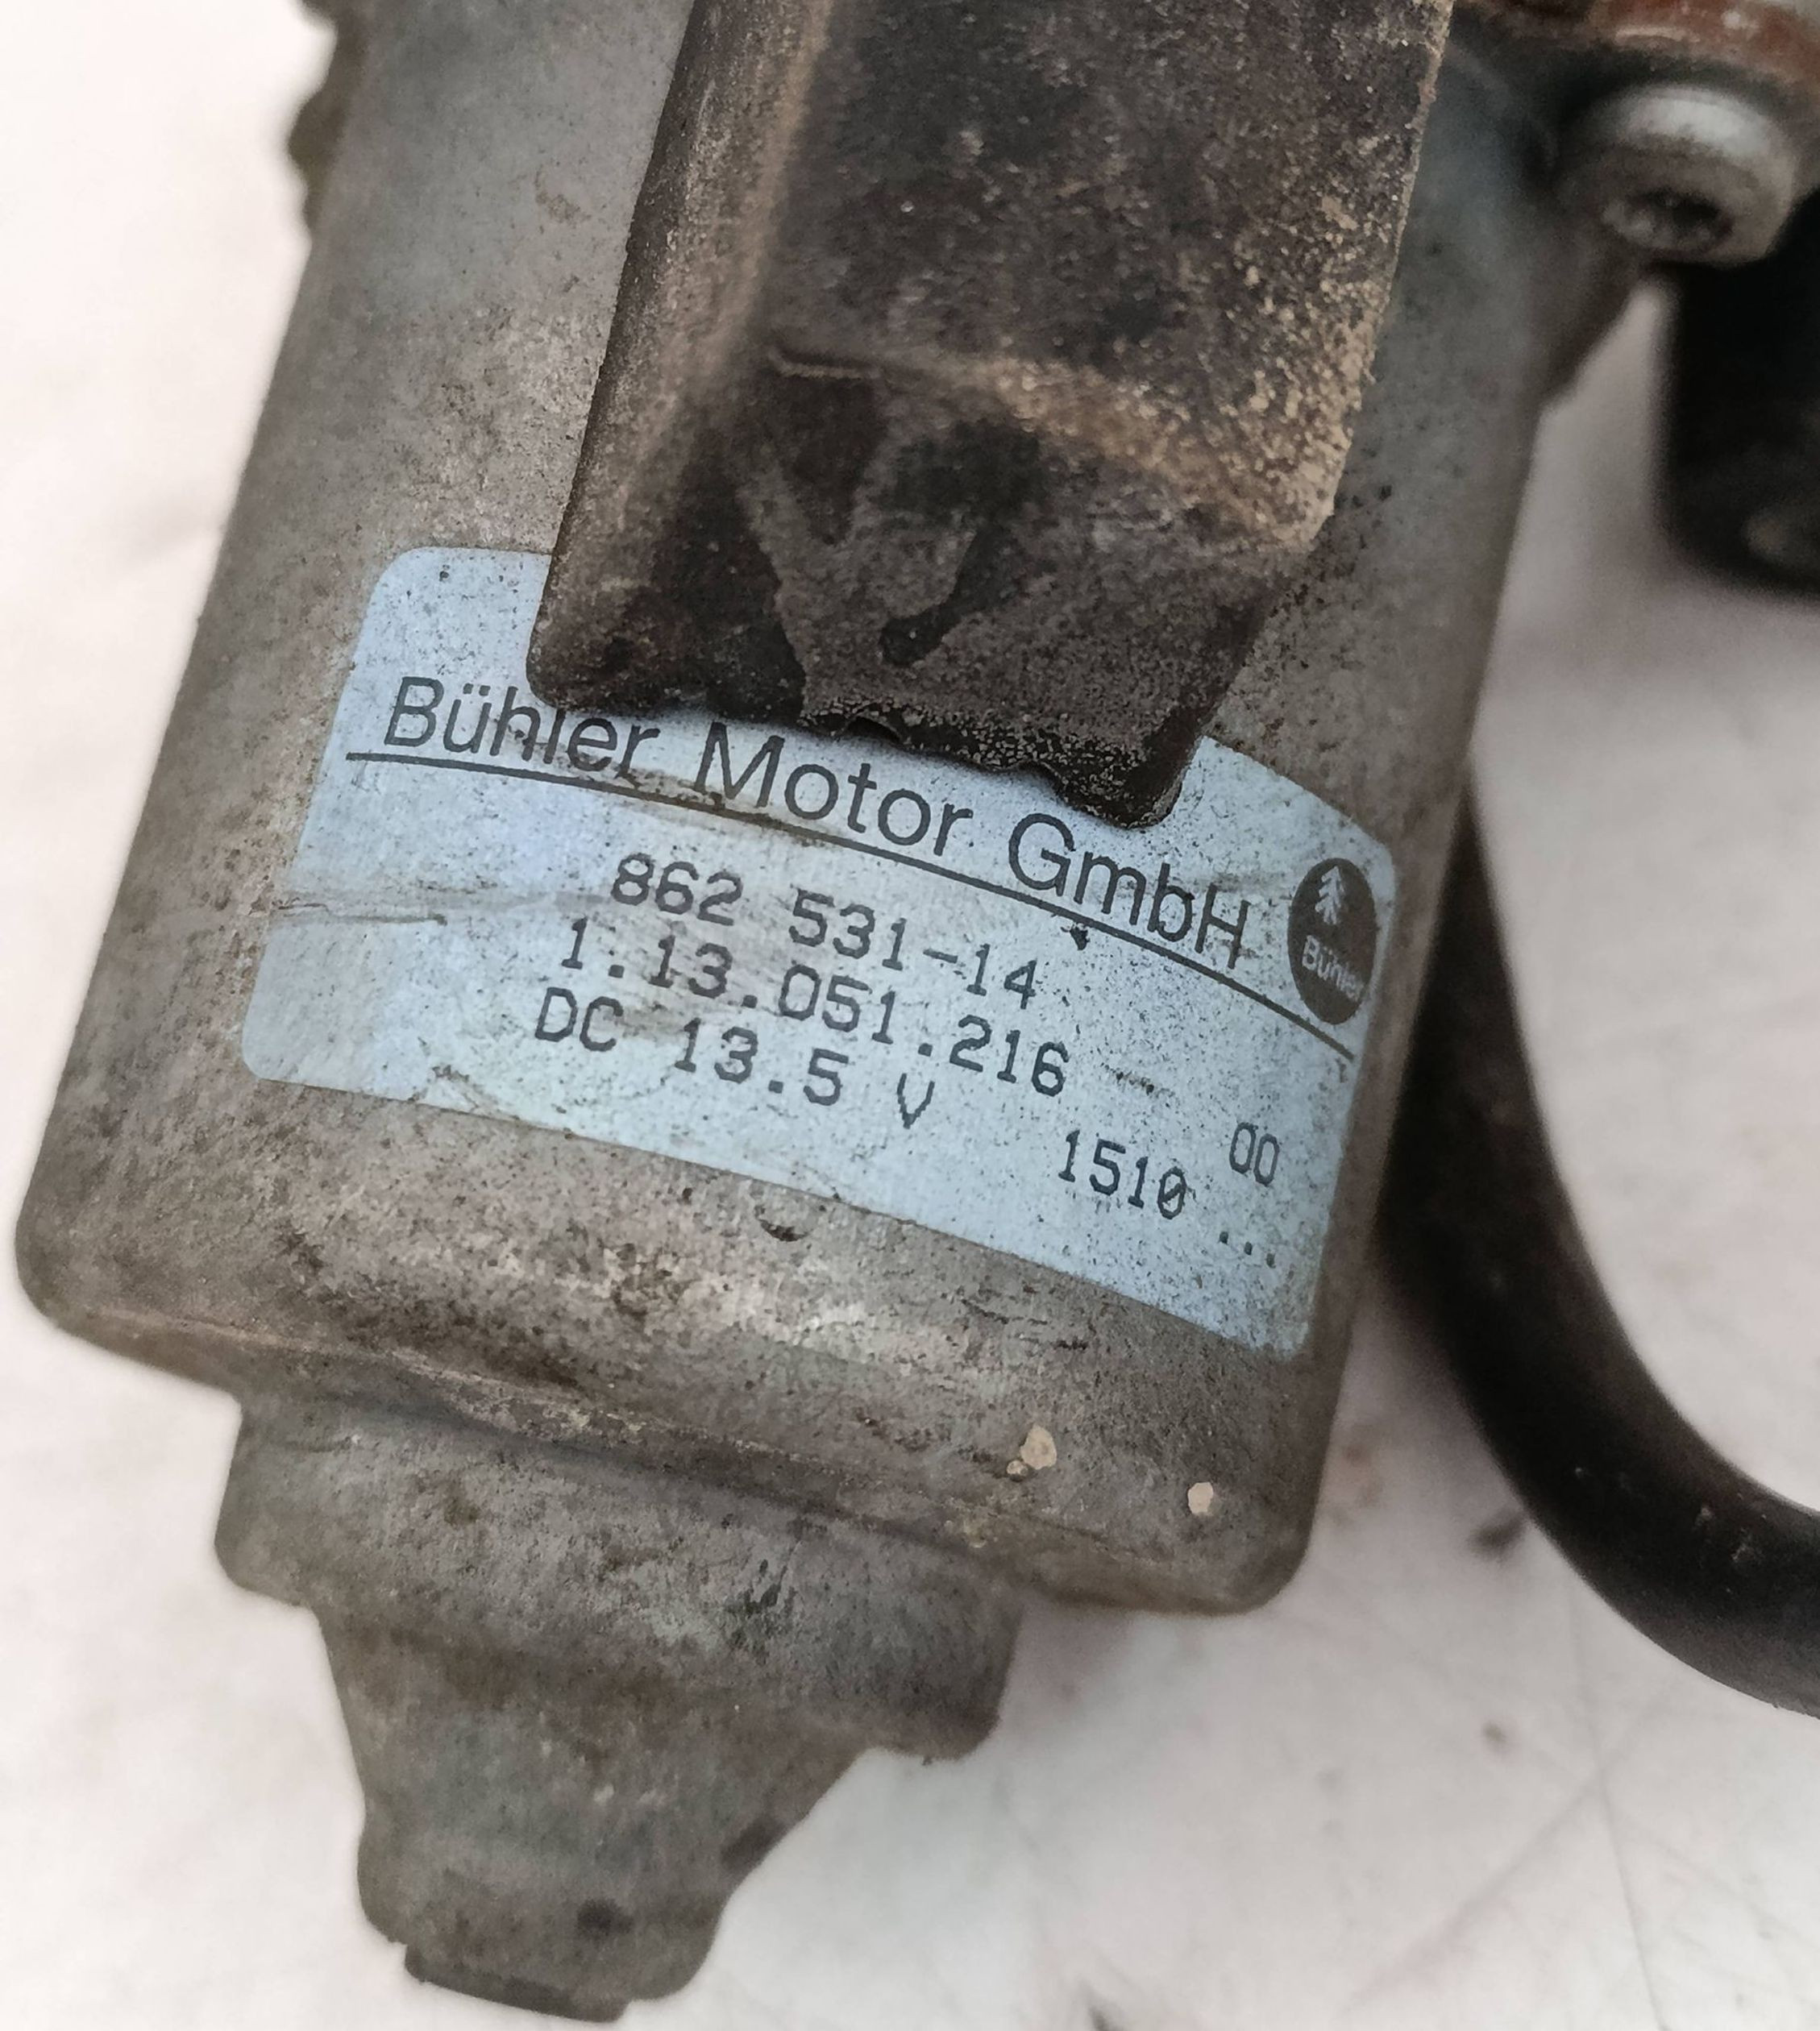 Bühler Motor GmbH
Bühler
862 531-14
1.13.051.216 00
DC 13.5 V 1510 ...